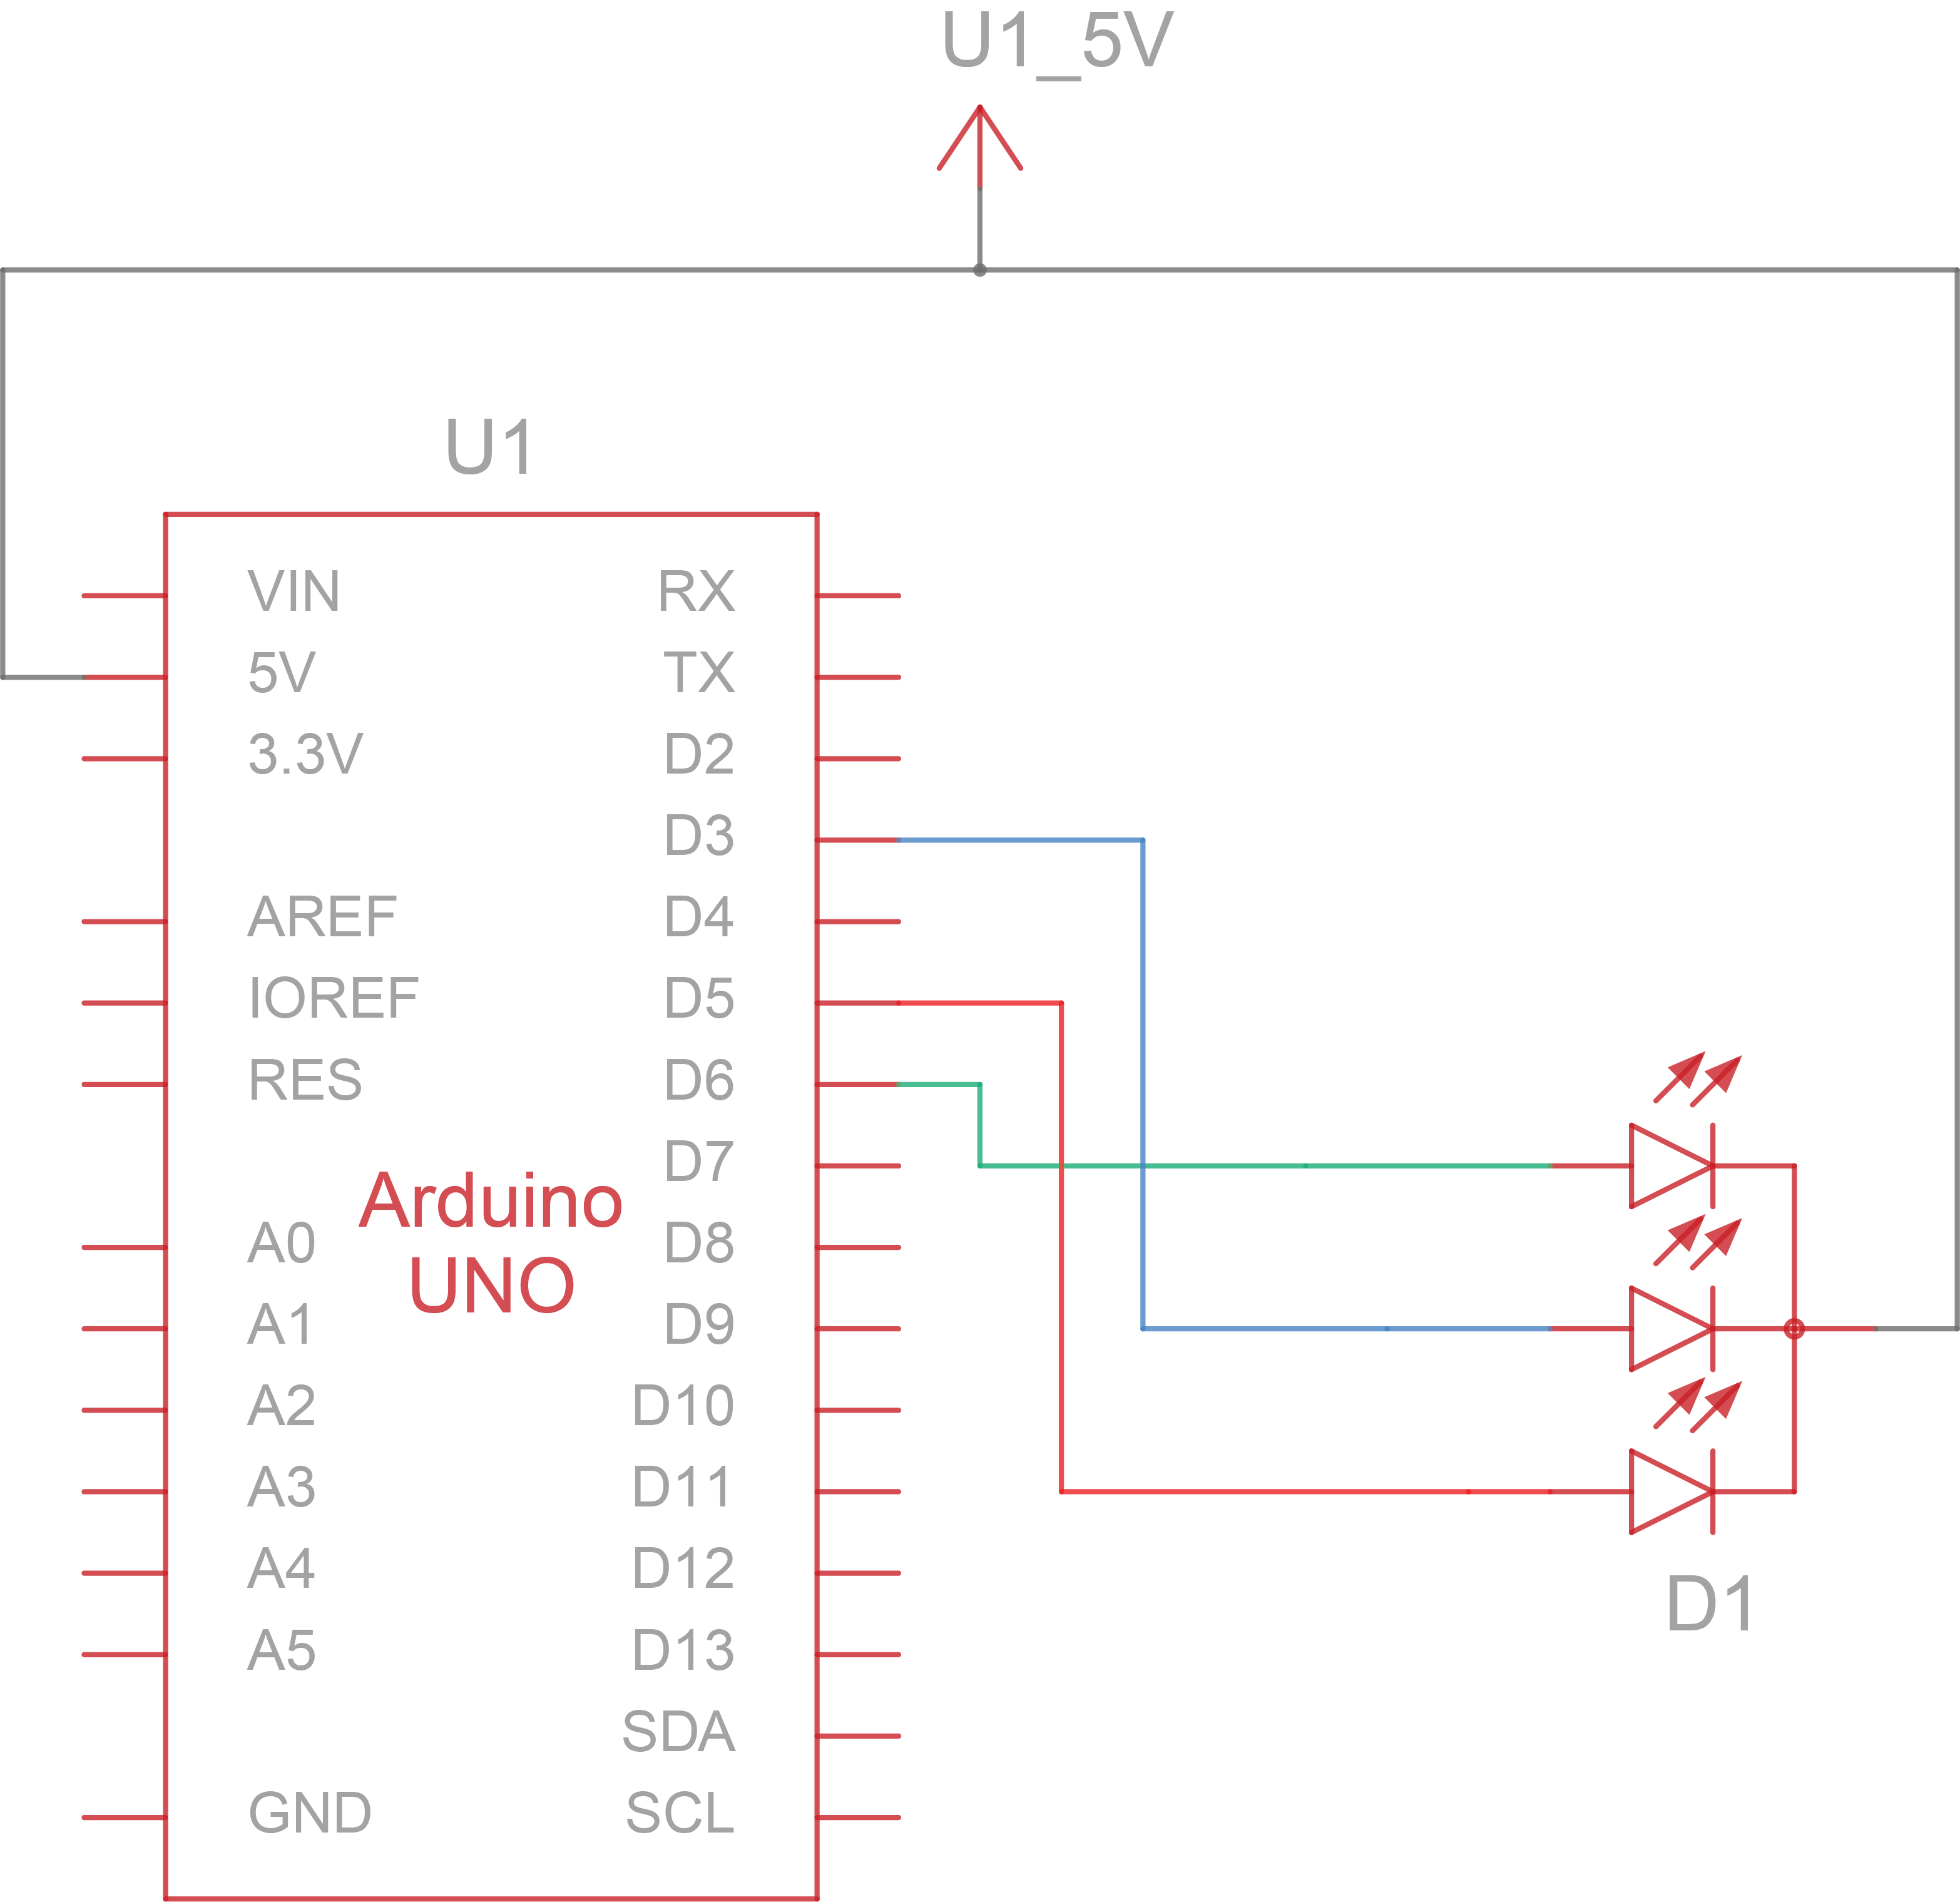 U1_5V
U1
VIN
5V
3.3V
AREF
IOREF
RES
A0
A1
A2
A3
A4
A5
GND
Arduino
UNO
RX
TX
D2
D3
D4
D5
D6
D7
D8
D9
D10
D11
D12
D13
SDA
SCL
D1